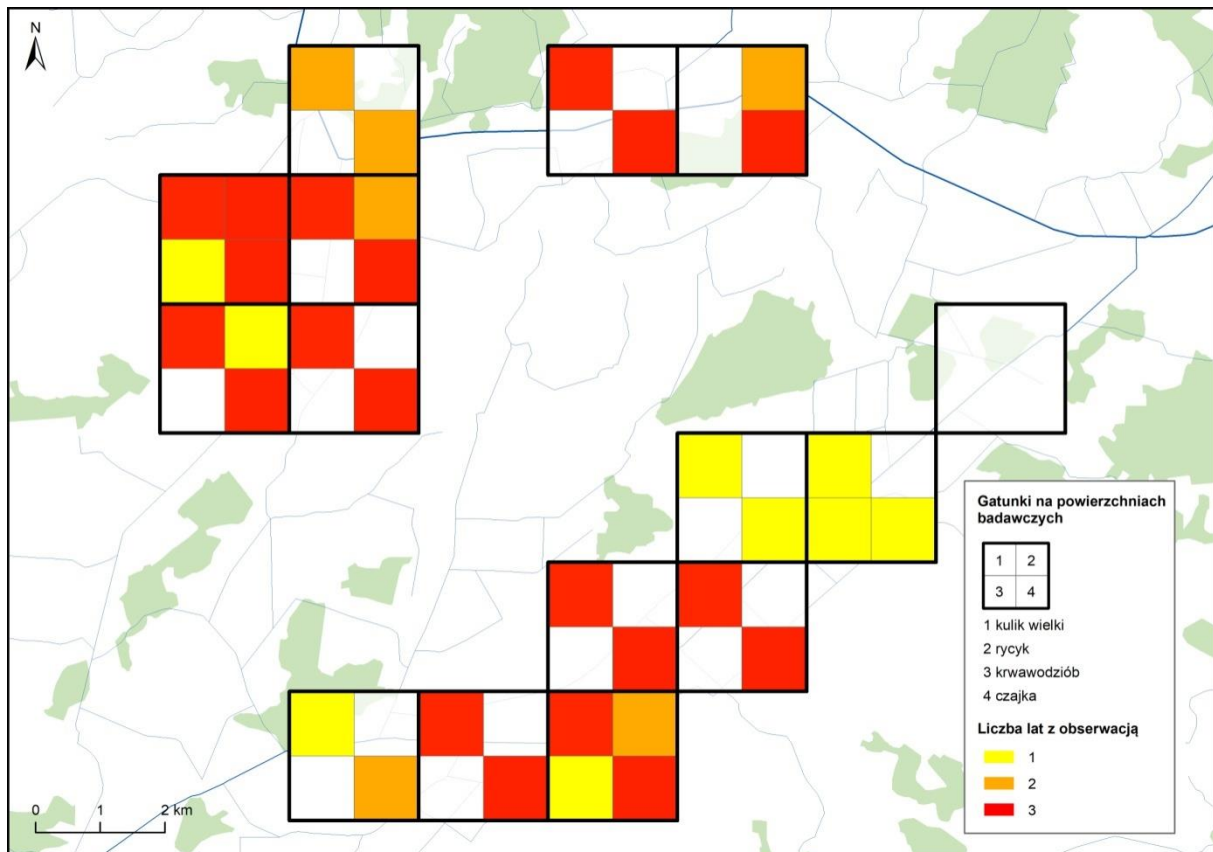 N
Gatunki na powierzchniach
badawczych
1 2
3 4
1 kulik wielki
2 rycyk
3 krwawodziób
4 czajka
Liczba lat z obserwacją
1
2
3
0 1 2 km